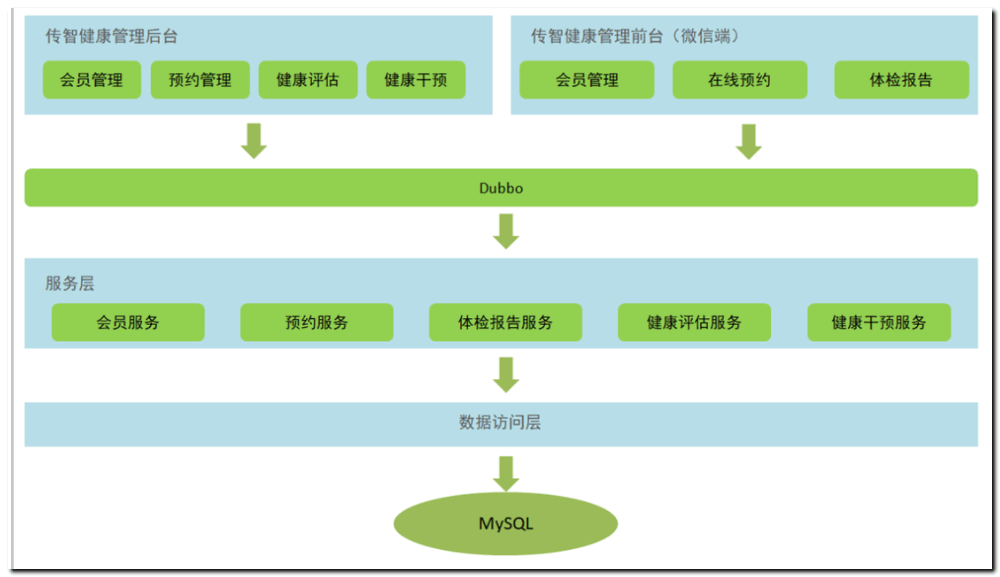 传智健康管理后台
会员管理 预约管理 健康评估 健康干预
传智健康管理前台（微信端）
会员管理 在线预约 体检报告
Dubbo
服务层
会员服务 预约服务 体检报告服务 健康评估服务 健康干预服务
数据访问层
MySQL